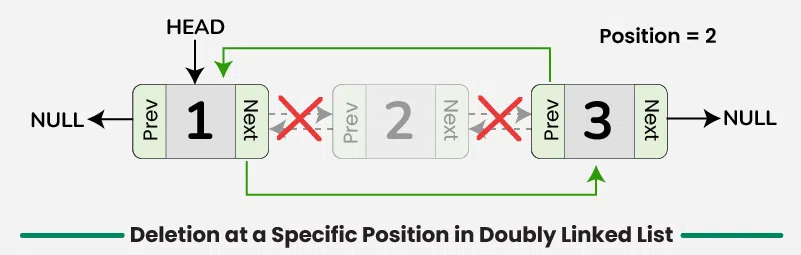 HEAD
Position = 2
NULL Prev 1 Next Prev 2 Next Prev 3 Next NULL
Deletion at a Specific Position in Doubly Linked List